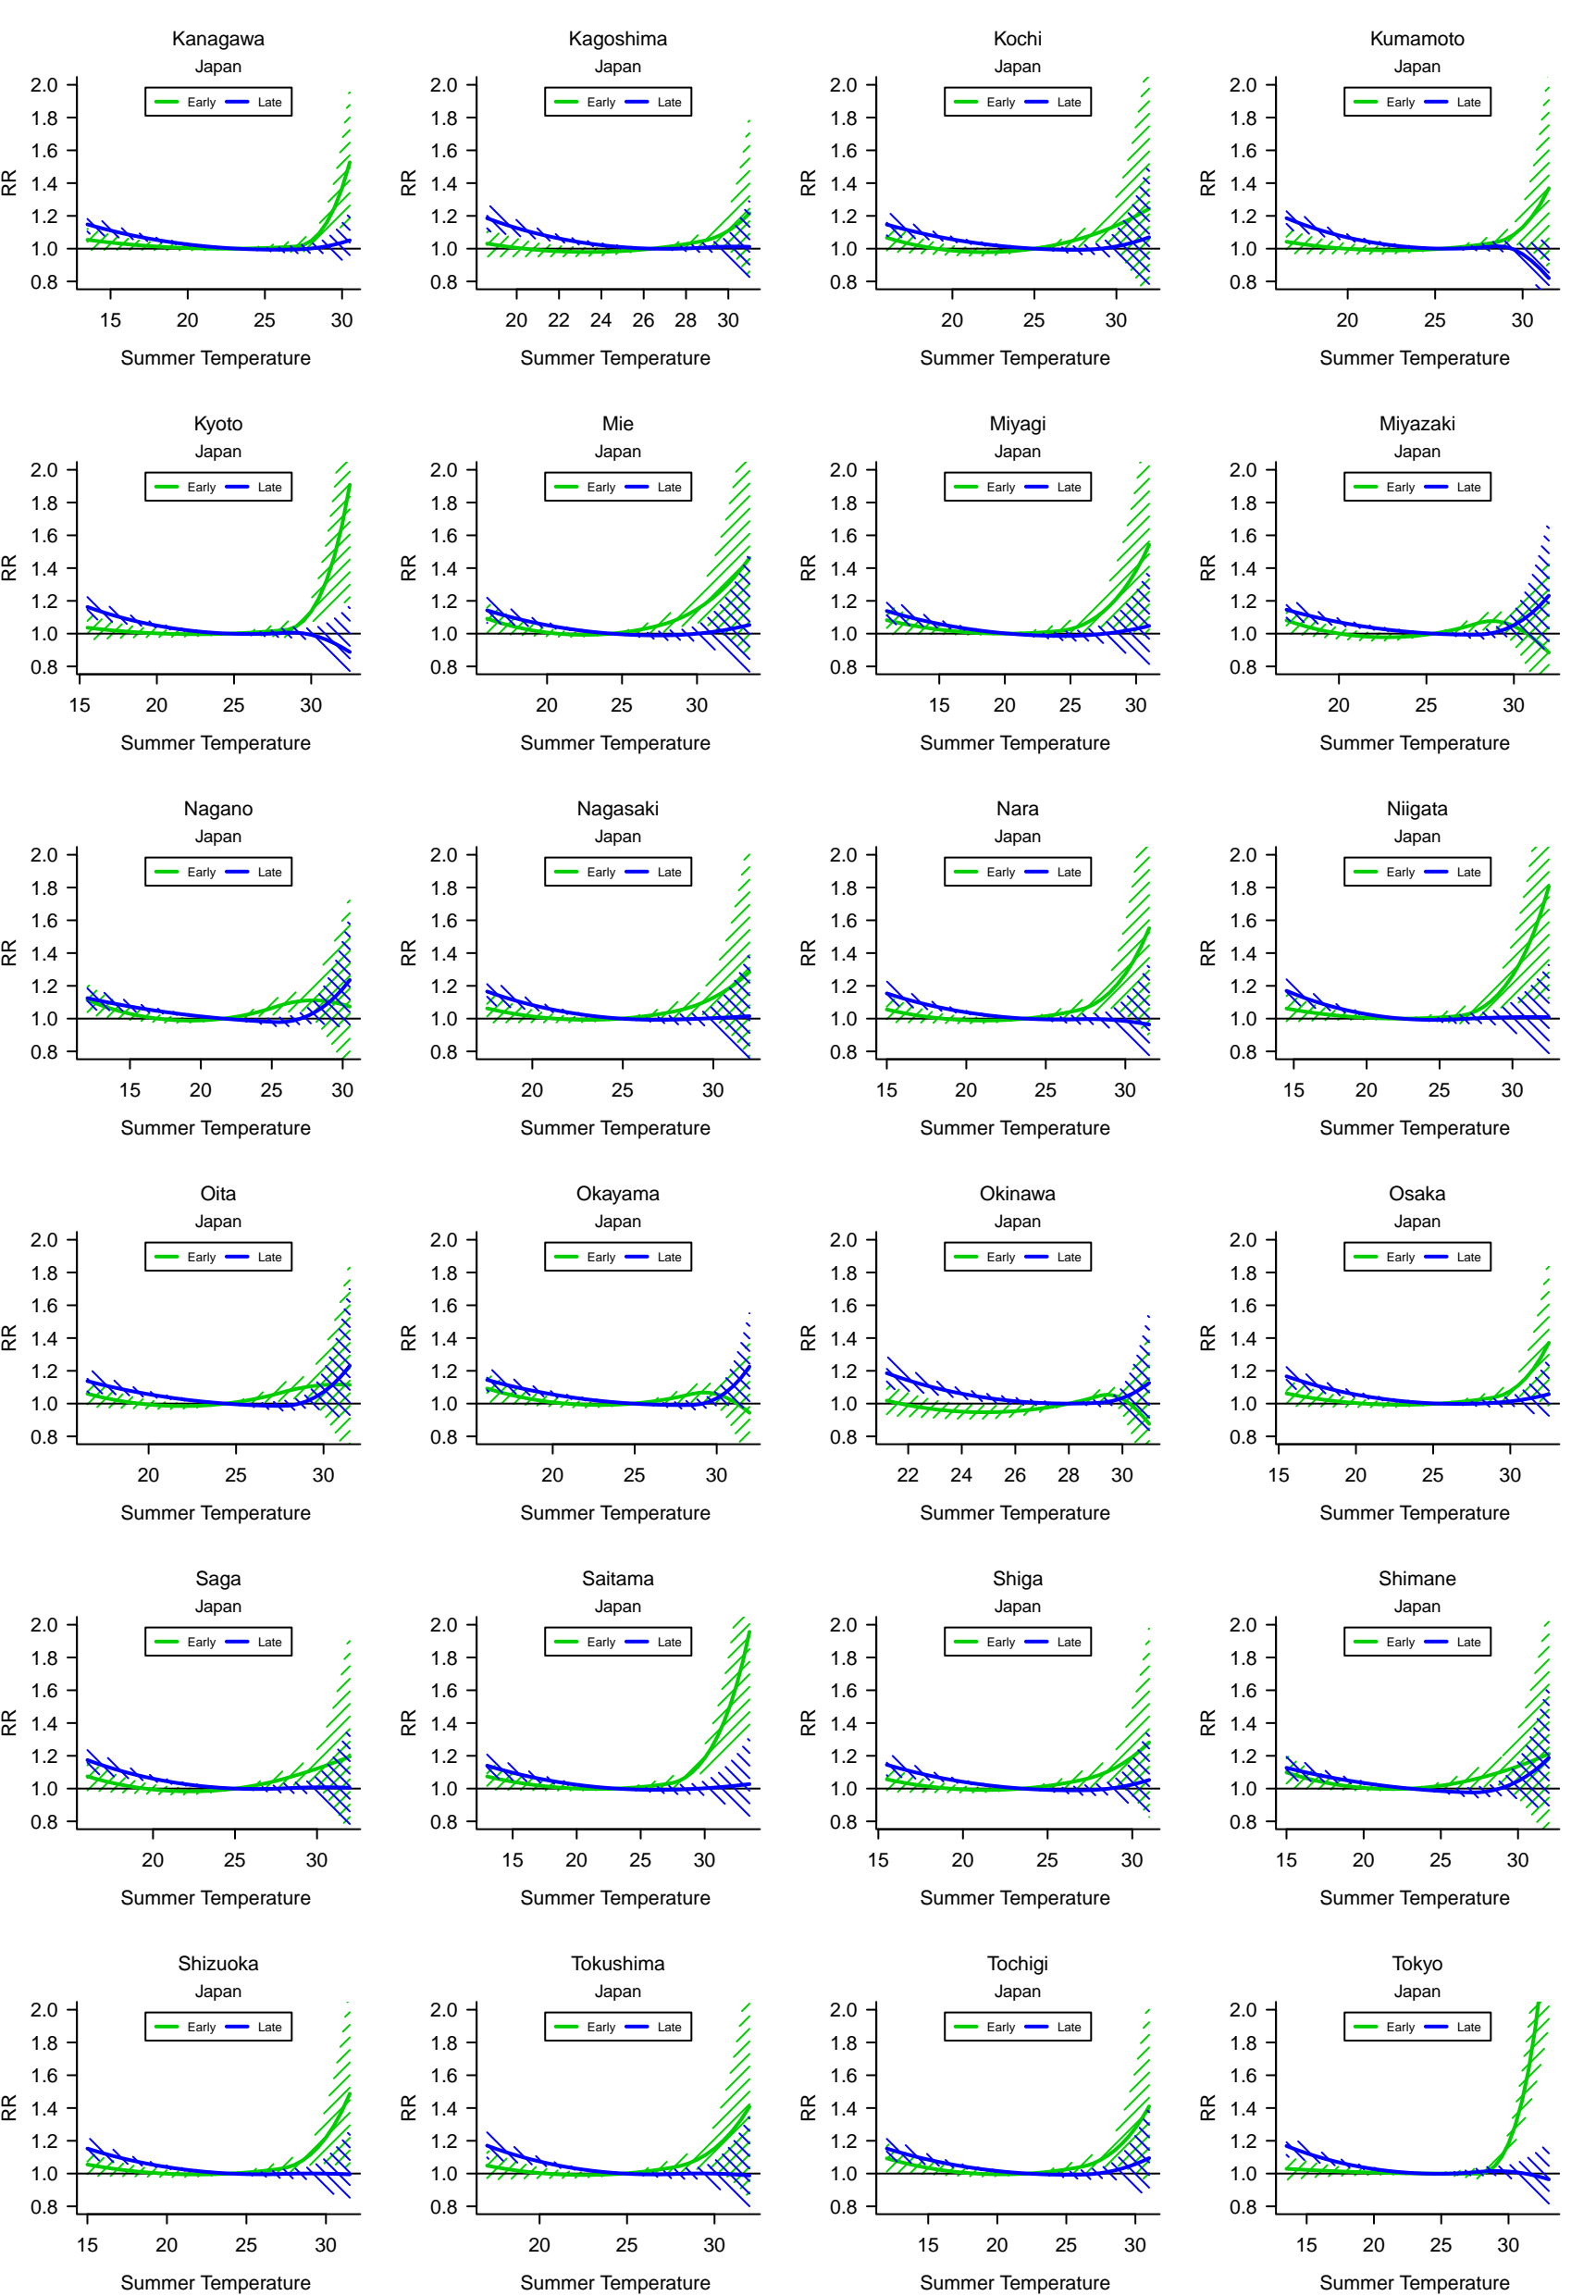 Kanagawa Kagoshima Kochi Kumamoto
Japan Japan Japan Japan
Early Late Early Late Early Late Early Late
RR RR RR RR
2.0 2.0 2.0 2.0
1.8 1.8 1.8 1.8
1.6 1.6 1.6 1.6
1.4 1.4 1.4 1.4
1.2 1.2 1.2 1.2
1.0 1.0 1.0 1.0
0.8 0.8 0.8 0.8
15 20 25 30 20 22 24 26 28 30 20 25 30 20 25 30
Summer Temperature Summer Temperature Summer Temperature Summer Temperature
Kyoto Mie Miyagi Miyazaki
Japan Japan Japan Japan
Early Late Early Late Early Late Early Late
RR RR RR RR
2.0 2.0 2.0 2.0
1.8 1.8 1.8 1.8
1.6 1.6 1.6 1.6
1.4 1.4 1.4 1.4
1.2 1.2 1.2 1.2
1.0 1.0 1.0 1.0
0.8 0.8 0.8 0.8
15 20 25 30 20 25 30 15 20 25 30 20 25 30
Summer Temperature Summer Temperature Summer Temperature Summer Temperature
Nagano Nagasaki Nara Niigata
Japan Japan Japan Japan
Early Late Early Late Early Late Early Late
RR RR RR RR
2.0 2.0 2.0 2.0
1.8 1.8 1.8 1.8
1.6 1.6 1.6 1.6
1.4 1.4 1.4 1.4
1.2 1.2 1.2 1.2
1.0 1.0 1.0 1.0
0.8 0.8 0.8 0.8
15 20 25 30 20 25 30 15 20 25 30 15 20 25 30
Summer Temperature Summer Temperature Summer Temperature Summer Temperature
Oita Okayama Okinawa Osaka
Japan Japan Japan Japan
Early Late Early Late Early Late Early Late
RR RR RR RR
2.0 2.0 2.0 2.0
1.8 1.8 1.8 1.8
1.6 1.6 1.6 1.6
1.4 1.4 1.4 1.4
1.2 1.2 1.2 1.2
1.0 1.0 1.0 1.0
0.8 0.8 0.8 0.8
20 25 30 20 25 30 22 24 26 28 30 15 20 25 30
Summer Temperature Summer Temperature Summer Temperature Summer Temperature
Saga Saitama Shiga Shimane
Japan Japan Japan Japan
Early Late Early Late Early Late Early Late
RR RR RR RR
2.0 2.0 2.0 2.0
1.8 1.8 1.8 1.8
1.6 1.6 1.6 1.6
1.4 1.4 1.4 1.4
1.2 1.2 1.2 1.2
1.0 1.0 1.0 1.0
0.8 0.8 0.8 0.8
20 25 30 15 20 25 30 15 20 25 30 15 20 25 30
Summer Temperature Summer Temperature Summer Temperature Summer Temperature
Shizuoka Tokushima Tochigi Tokyo
Japan Japan Japan Japan
Early Late Early Late Early Late Early Late
RR RR RR RR
2.0 2.0 2.0 2.0
1.8 1.8 1.8 1.8
1.6 1.6 1.6 1.6
1.4 1.4 1.4 1.4
1.2 1.2 1.2 1.2
1.0 1.0 1.0 1.0
0.8 0.8 0.8 0.8
15 20 25 30 20 25 30 15 20 25 30 15 20 25 30
Summer Temperature Summer Temperature Summer Temperature Summer Temperature